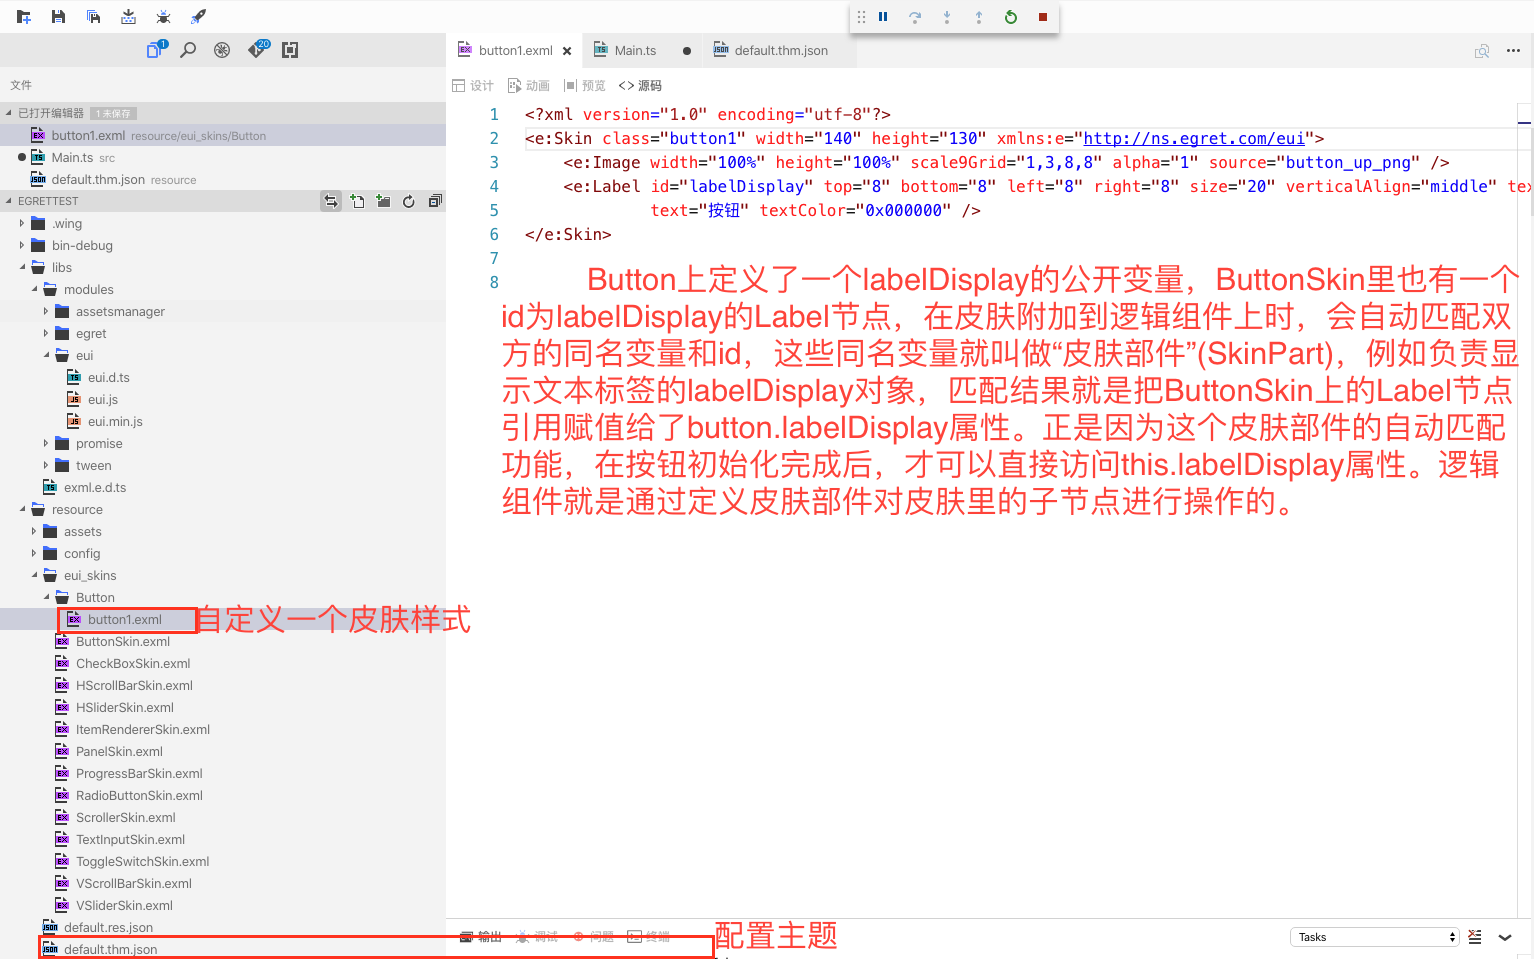 1
20
button1.exml
Main.ts
default.thm.json
文件
设计
动画
预览
<> 源码
已打开编辑器 1 未保存
button1.exml resource/eui_skins/Button
Main.ts src
default.thm.json resource
EGRETTEST
.wing
bin-debug
libs
modules
assetsmanager
egret
eui
eui.d.ts
eui.js
eui.min.js
promise
tween
exml.e.d.ts
resource
assets
config
eui_skins
Button
button1.exml
自定义一个皮肤样式
ButtonSkin.exml
CheckBoxSkin.exml
HScrollBarSkin.exml
HSliderSkin.exml
ItemRendererSkin.exml
PanelSkin.exml
ProgressBarSkin.exml
RadioButtonSkin.exml
ScrollerSkin.exml
TextInputSkin.exml
ToggleSwitchSkin.exml
VScrollBarSkin.exml
VSliderSkin.exml
default.res.json
default.thm.json
1 <?xml version="1.0" encoding="utf-8"?>
2 <e:Skin class="button1" width="140" height="130" xmlns:e="http://ns.egret.com/eui">
3 <e:Image width="100%" height="100%" scale9Grid="1,3,8,8" alpha="1" source="button_up_png" />
4 <e:Label id="labelDisplay" top="8" bottom="8" left="8" right="8" size="20" verticalAlign="middle" te
5 text="按钮" textColor="0x000000" />
6 </e:Skin>
7
8
Button上定义了一个labelDisplay的公开变量，ButtonSkin里也有一个
id为labelDisplay的Label节点，在皮肤附加到逻辑组件上时，会自动匹配双
方的同名变量和id，这些同名变量就叫做“皮肤部件”(SkinPart)，例如负责显
示文本标签的labelDisplay对象，匹配结果就是把ButtonSkin上的Label节点
引用赋值给了button.labelDisplay属性。正是因为这个皮肤部件的自动匹配
功能，在按钮初始化完成后，才可以直接访问this.labelDisplay属性。逻辑
组件就是通过定义皮肤部件对皮肤里的子节点进行操作的。
输出
调试
问题
终端
配置主题
Tasks